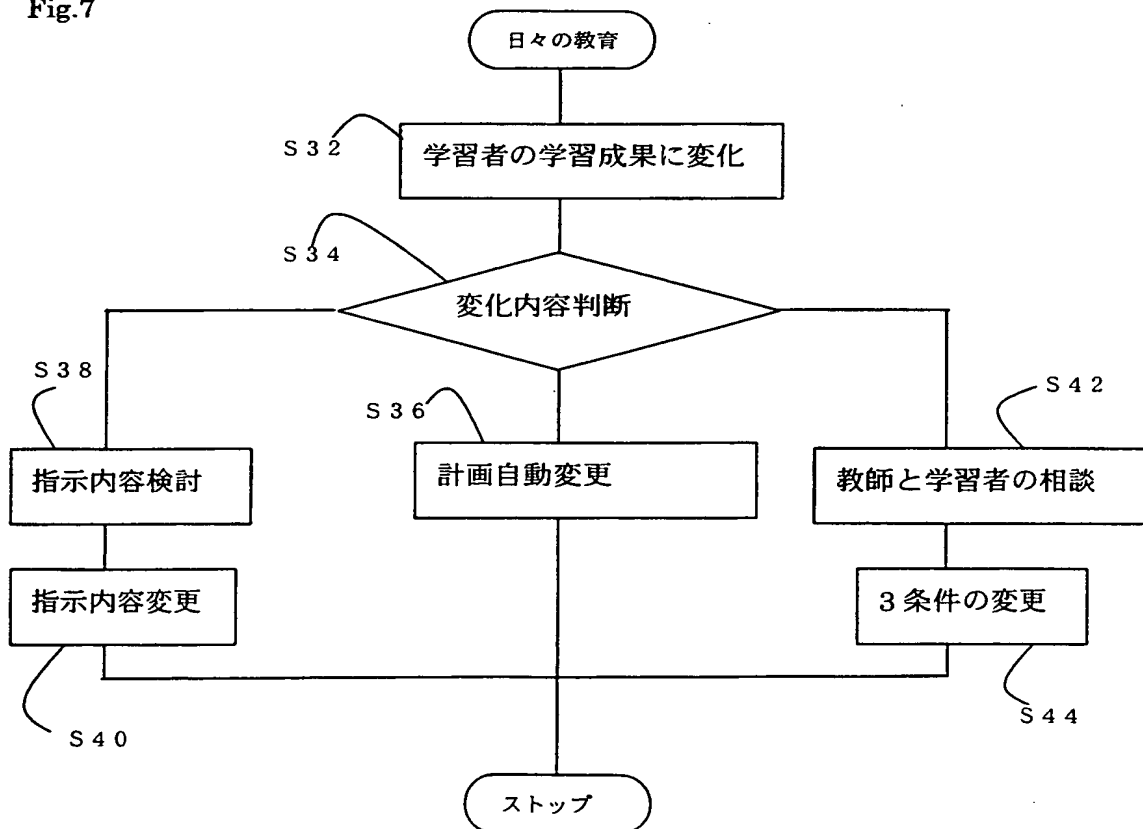 Fig.7
日々の教育
S32
学習者の学習成果に変化
S34
変化内容判断
S38
S36
S42
指示内容検討
計画自動変更
教師と学習者の相談
指示内容変更
3条件の変更
S40
S44
ストップ